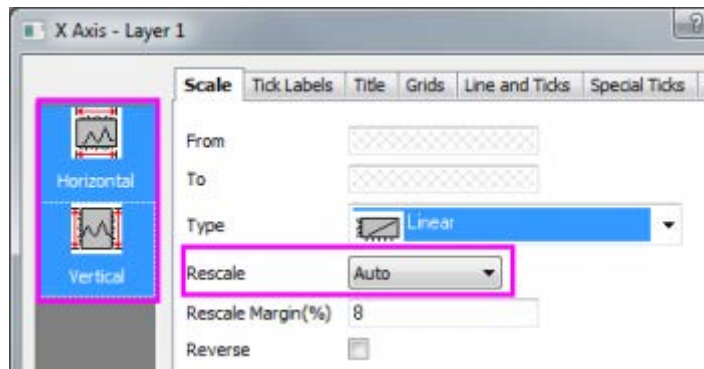 X Axis - Layer 1
Scale Tick Labels Title Grids Line and Ticks Special Ticks
Horizontal
Vertical
From
To
Type Linear
Rescale Auto
Rescale Margin(%) 8
Reverse